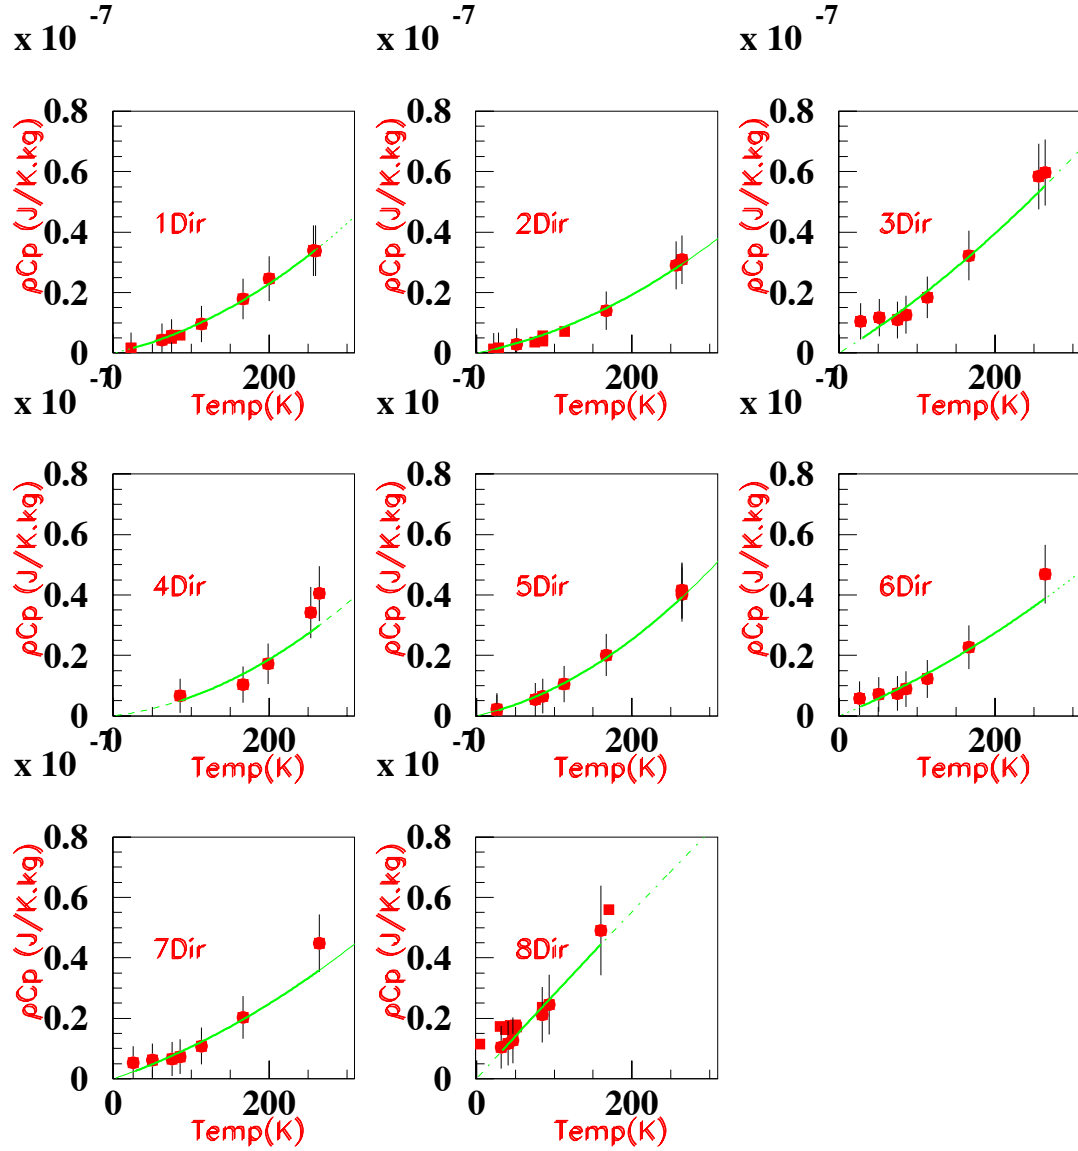 x 10 -7
x 10 -7
x 10 -7
0.8
0.6
0.4
0.2
0
200
ρCp (J/K.kg)
1Dir
Temp(K)
0.8
0.6
0.4
0.2
0
200
ρCp (J/K.kg)
2Dir
Temp(K)
0.8
0.6
0.4
0.2
0
200
ρCp (J/K.kg)
3Dir
Temp(K)
x 10 -7
x 10 -7
x 10 -7
0.8
0.6
0.4
0.2
0
200
ρCp (J/K.kg)
4Dir
Temp(K)
0.8
0.6
0.4
0.2
0
200
ρCp (J/K.kg)
5Dir
Temp(K)
0.8
0.6
0.4
0.2
0
0
200
ρCp (J/K.kg)
6Dir
Temp(K)
x 10 -7
x 10 -7
0.8
0.6
0.4
0.2
0
0
200
ρCp (J/K.kg)
7Dir
Temp(K)
0.8
0.6
0.4
0.2
0
0
200
ρCp (J/K.kg)
8Dir
Temp(K)